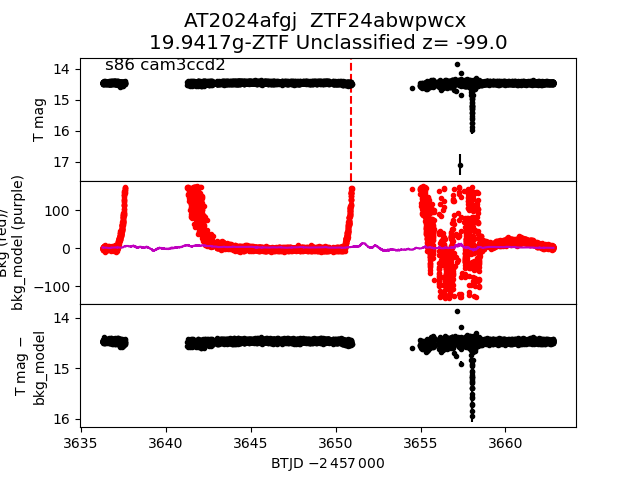 AT2024afgj  ZTF24abwpwcx
19.9417g-ZTF Unclassified z= -99.0
s86 cam3ccd2
14
15
16
17
T mag
100
0
−100
Bkg (red)/
bkg_model (purple)
14
15
16
T mag −
bkg_model
3635 3640 3645 3650 3655 3660
BTJD −2 457 000